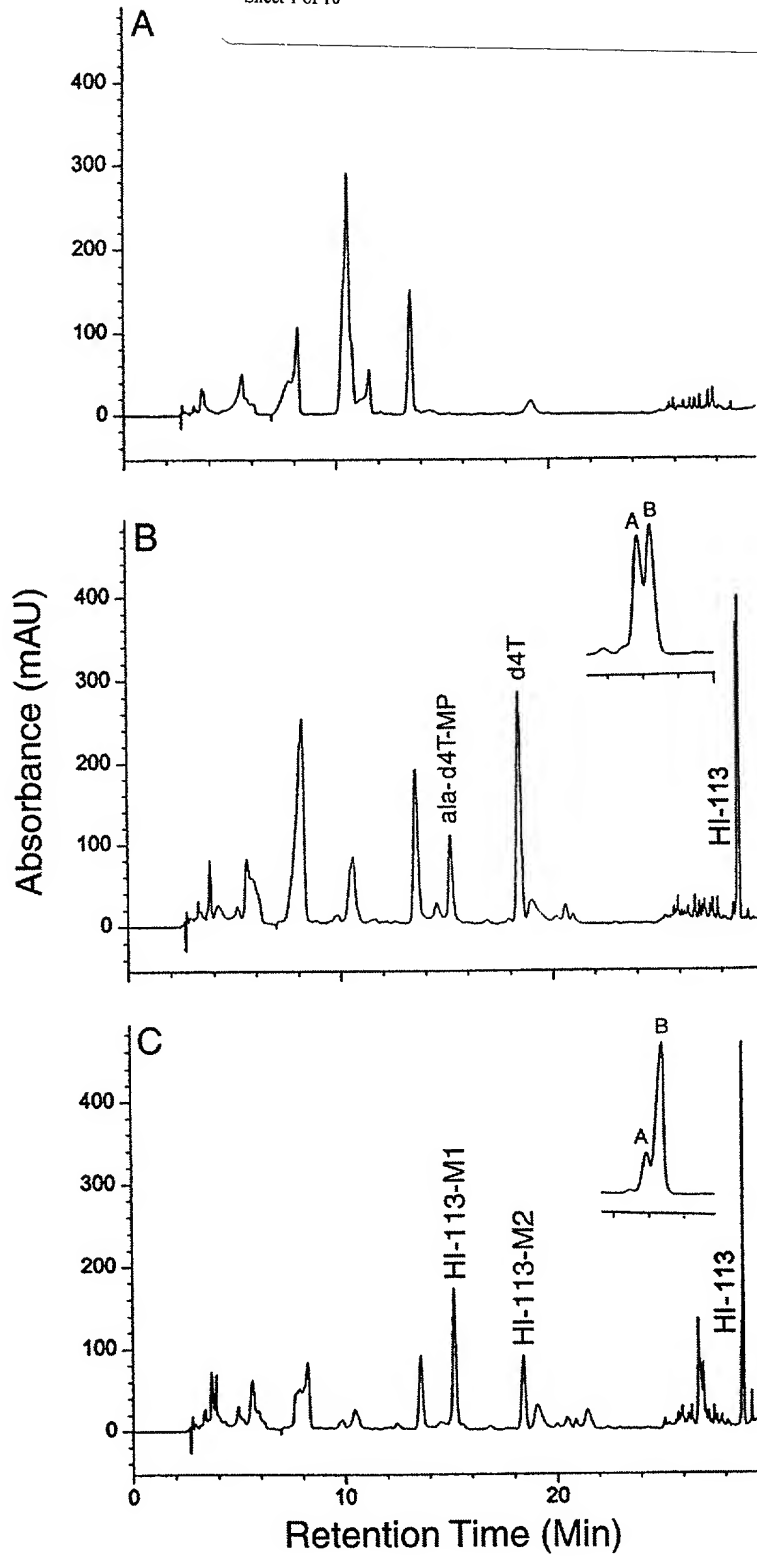 A
400
300
200
100
0
B
A B
400
300
200
100
0
ala-d4T-MP
d4T
HI-113
Absorbance (mAU)
C
B
A
400
300
200
100
0
HI-113-M1
HI-113-M2
HI-113
0 10 20
Retention Time (Min)